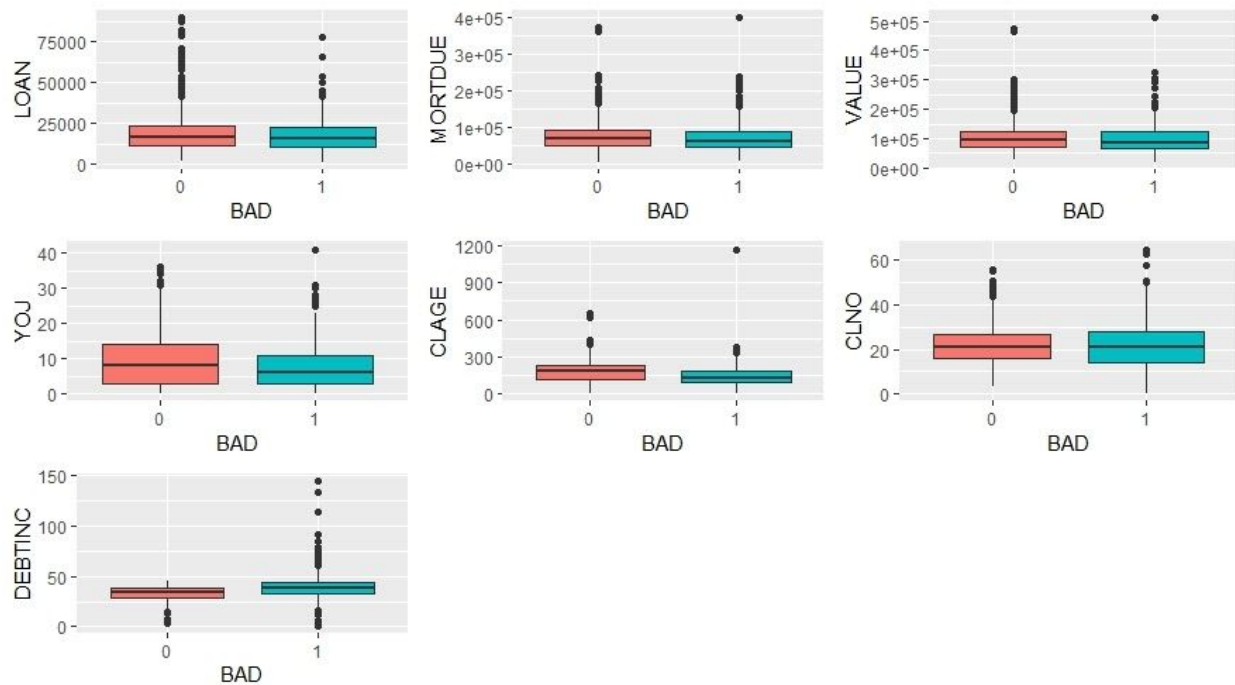 LOAN
75000
50000
25000
0
0
1
BAD
MORTDUE
4e+05
3e+05
2e+05
1e+05
0e+00
0
1
BAD
VALUE
5e+05
4e+05
3e+05
2e+05
1e+05
0e+00
0
1
BAD
YOJ
40
30
20
10
0
0
1
BAD
CLAGE
1200
900
600
300
0
0
1
BAD
CLNO
60
40
20
0
0
1
BAD
DEBTINC
150
100
50
0
0
1
BAD